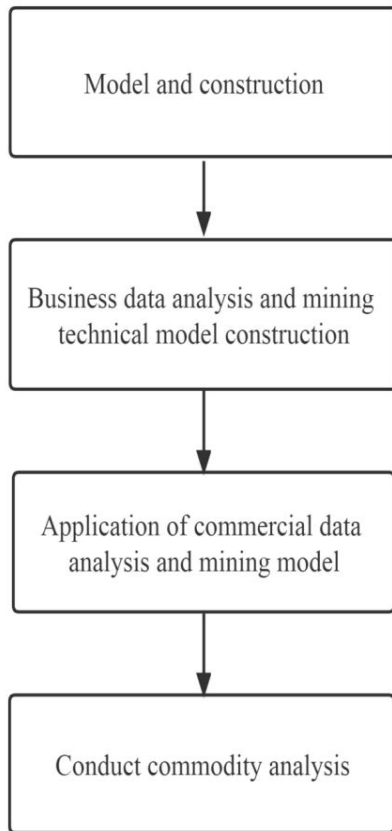 Model and construction
Business data analysis and mining
technical model construction
Application of commercial data
analysis and mining model
Conduct commodity analysis